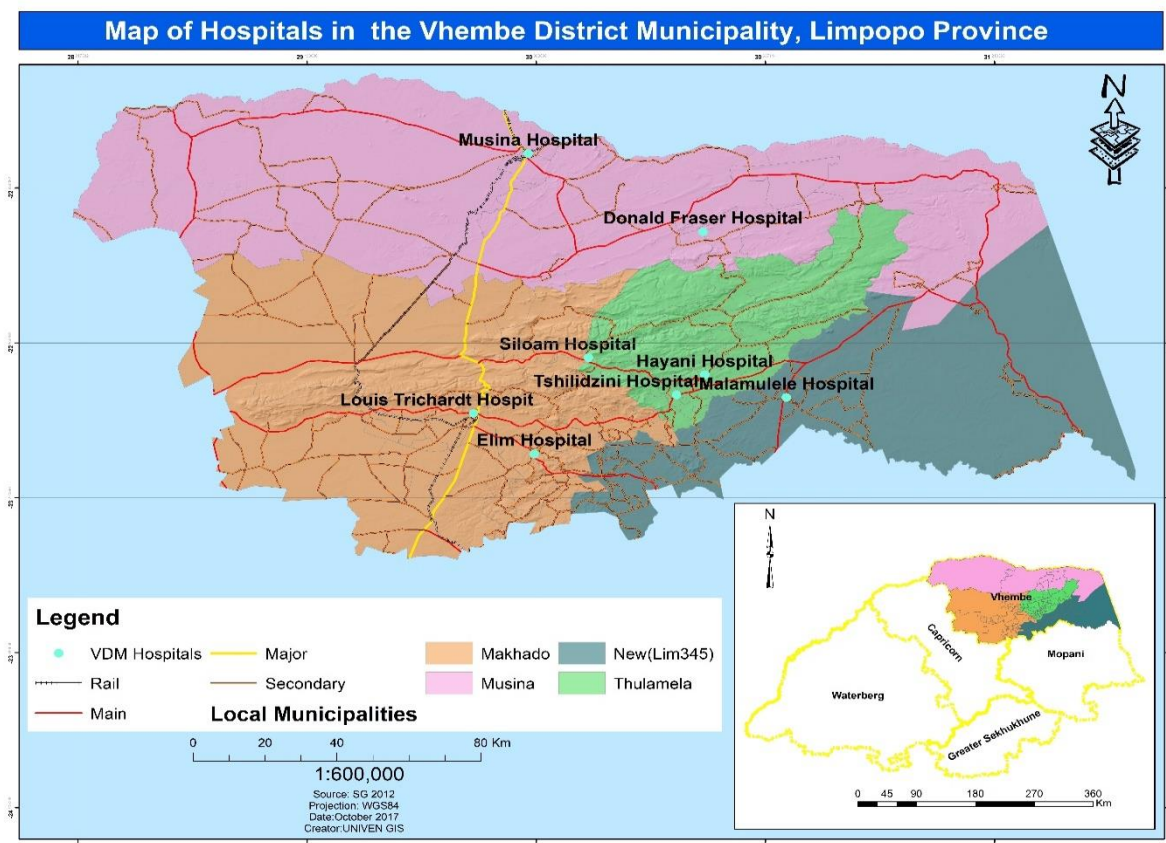 Map of Hospitals in the Vhembe District Municipality, Limpopo Province
N
Musina Hospital
Donald Fraser Hospital
Siloam Hospital
Hayani Hospital
Tshilidzini Hospital
Malamulele Hospital
Louis Trichardt Hospit
Elim Hospital
Legend
VDM Hospitals
Rail
Main
Major
Secondary
Local Municipalities
Makhado
Musina
New(Lim345)
Thulamela
0 20 40 80 Km
1:600,000
Source: SG 2012
Projection: WGS84
Date:October 2017
Creator:UNIVEN GIS
N
Vhembe
Capricorn
Mopani
Waterberg
Greater Sekhukhune
0 45 90 180 270 360
Km